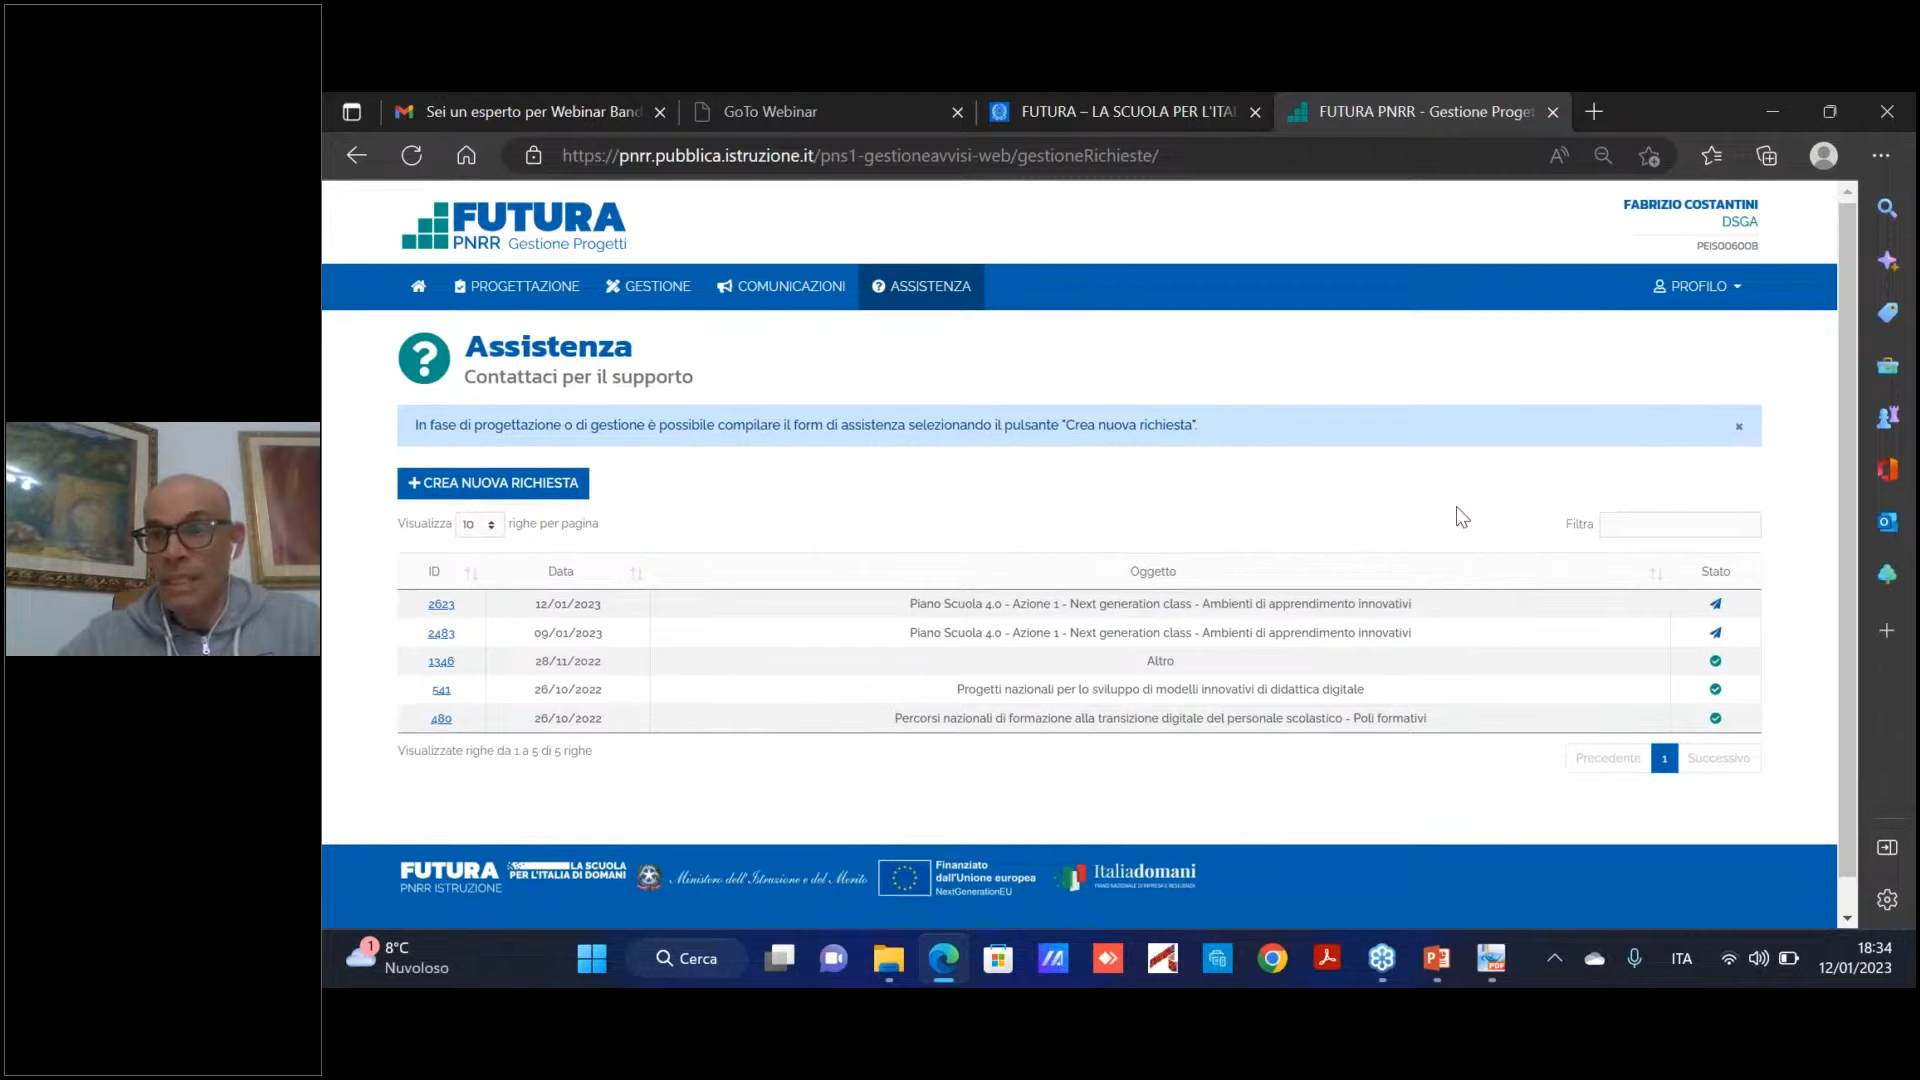 Sei un esperto per Webinar Band
GoTo Webinar
FUTURA – LA SCUOLA PER L'ITAL
FUTURA PNRR - Gestione Proget
https://pnrr.pubblica.istruzione.it/pns1-gestioneavvisi-web/gestioneRichieste/
FUTURA
PNRR Gestione Progetti
FABRIZIO COSTANTINI
DSGA
PEIS00600B
PROGETTAZIONE
GESTIONE
COMUNICAZIONI
ASSISTENZA
PROFILO
Assistenza
Contattaci per il supporto
In fase di progettazione o di gestione è possibile compilare il form di assistenza selezionando il pulsante "Crea nuova richiesta".
CREA NUOVA RICHIESTA
Visualizza 10 righe per pagina
Filtra
ID Data Oggetto Stato
2623 12/01/2023 Piano Scuola 4.0 - Azione 1 - Next generation class - Ambienti di apprendimento innovativi
2483 09/01/2023 Piano Scuola 4.0 - Azione 1 - Next generation class - Ambienti di apprendimento innovativi
1346 28/11/2022 Altro
541 26/10/2022 Progetti nazionali per lo sviluppo di modelli innovativi di didattica digitale
480 26/10/2022 Percorsi nazionali di formazione alla transizione digitale del personale scolastico - Poli formativi
Visualizzate righe da 1 a 5 di 5 righe
Precedente 1 Successivo
FUTURA
PNRR ISTRUZIONE
LA SCUOLA
PER L'ITALIA DI DOMANI
Ministero dell'Istruzione e del Merito
Finanziato
dall'Unione europea
NextGenerationEU
Italiadomani
PIANO NAZIONALE DI RIPRESA E RESILIENZA
1
8°C
Nuvoloso
Cerca
ITA
18:34
12/01/2023